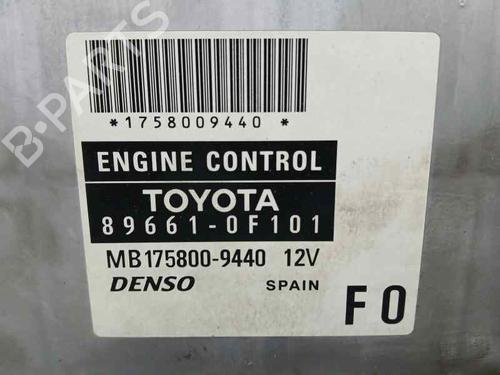 *1758009440*
ENGINE CONTROL
TOYOTA
89661-0F101
MB175800-9440 12V
DENSO SPAIN
F0
B-PARTS